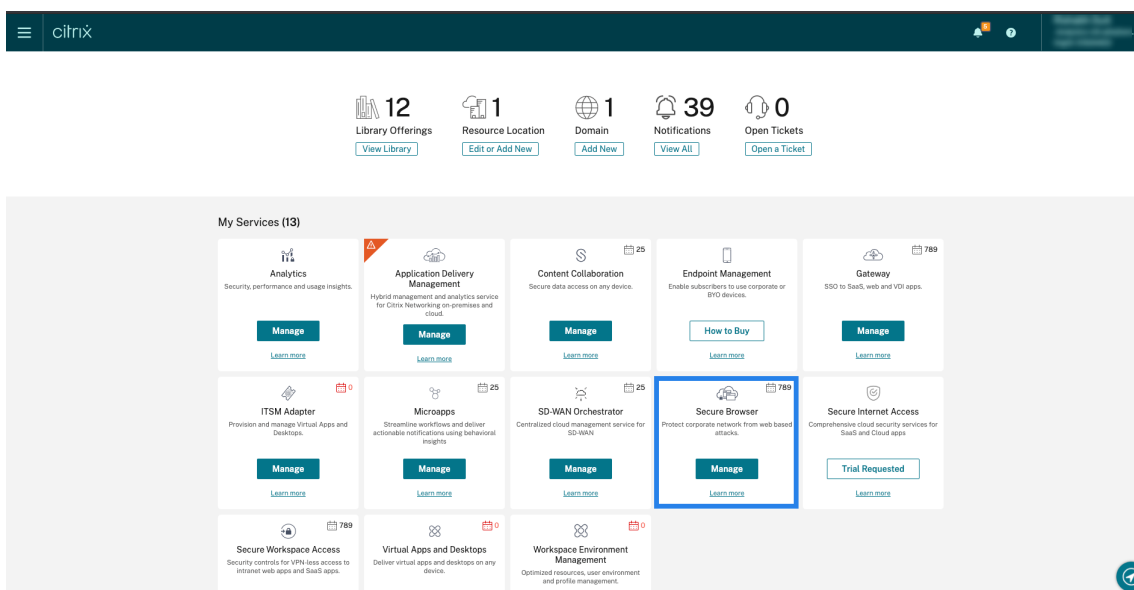 citrix
5
?
12
Library Offerings
View Library
1
Resource Location
Edit or Add New
1
Domain
Add New
39
Notifications
View All
0
Open Tickets
Open a Ticket
My Services (13)
Analytics
Security, performance and usage insights.
Manage
Learn more
Application Delivery
Management
Hybrid management and analytics service
for Citrix Networking on-premises and
cloud.
Manage
Learn more
25
Content Collaboration
Secure data access on any device.
Manage
Learn more
Endpoint Management
Enable subscribers to use corporate or
BYO devices.
How to Buy
Learn more
789
Gateway
SSO to SaaS, web and VDI apps.
Manage
Learn more
0
ITSM Adapter
Provision and manage Virtual Apps and
Desktops.
Manage
Learn more
25
Microapps
Streamline workflows and deliver
actionable notifications using behavioral
insights
Manage
Learn more
25
SD-WAN Orchestrator
Centralized cloud management service for
SD-WAN
Manage
Learn more
789
Secure Browser
Protect corporate network from web based
attacks.
Manage
Learn more
Secure Internet Access
Comprehensive cloud security services for
SaaS and Cloud apps
Trial Requested
Learn more
789
Secure Workspace Access
Security controls for VPN-less access to
intranet web apps and SaaS apps.
0
Virtual Apps and Desktops
Deliver virtual apps and desktops on any
device.
0
Workspace Environment
Management
Optimized resources, user environment
and profile management.